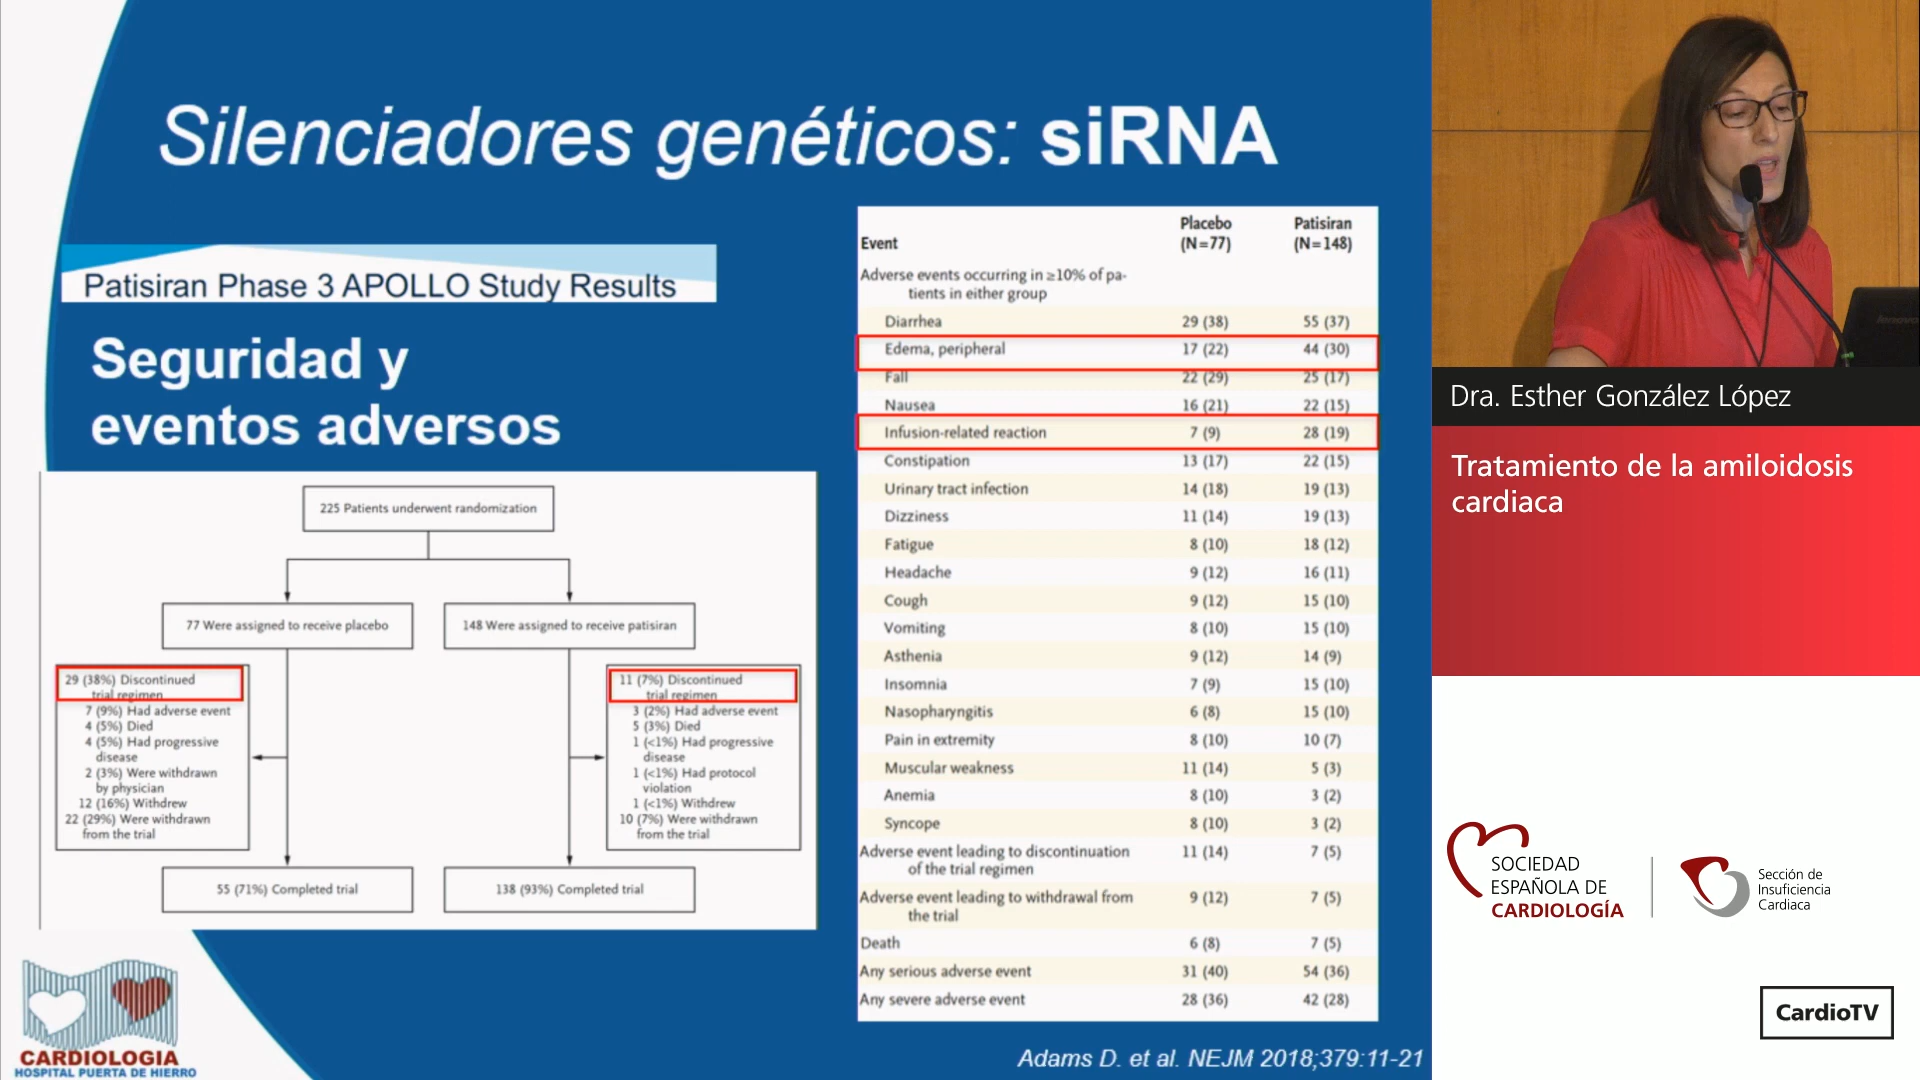 Silenciadores genéticos: siRNA
Patisiran Phase 3 APOLLO Study Results
Seguridad y
eventos adversos
225 Patients underwent randomization
77 Were assigned to receive placebo
148 Were assigned to receive patisiran
29 (38%) Discontinued
trial regimen
7 (9%) Had adverse event
4 (5%) Died
4 (5%) Had progressive
disease
2 (3%) Were withdrawn
by physician
12 (16%) Withdrew
22 (29%) Were withdrawn
from the trial
11 (7%) Discontinued
trial regimen
3 (2%) Had adverse event
5 (3%) Died
1 (<1%) Had progressive
disease
1 (<1%) Had protocol
violation
1 (<1%) Withdrew
10 (7%) Were withdrawn
from the trial
55 (71%) Completed trial
138 (93%) Completed trial
Event Placebo (N=77) Patisiran (N=148)
Adverse events occurring in ≥10% of pa-
tients in either group
Diarrhea 29 (38) 55 (37)
Edema, peripheral 17 (22) 44 (30)
Fall 22 (29) 25 (17)
Nausea 16 (21) 22 (15)
Infusion-related reaction 7 (9) 28 (19)
Constipation 13 (17) 22 (15)
Urinary tract infection 14 (18) 19 (13)
Dizziness 11 (14) 19 (13)
Fatigue 8 (10) 18 (12)
Headache 9 (12) 16 (11)
Cough 9 (12) 15 (10)
Vomiting 8 (10) 15 (10)
Asthenia 9 (12) 14 (9)
Insomnia 7 (9) 15 (10)
Nasopharyngitis 6 (8) 15 (10)
Pain in extremity 8 (10) 10 (7)
Muscular weakness 11 (14) 5 (3)
Anemia 8 (10) 3 (2)
Syncope 8 (10) 3 (2)
Adverse event leading to discontinuation 11 (14) 7 (5)
of the trial regimen
Adverse event leading to withdrawal from 9 (12) 7 (5)
the trial
Death 6 (8) 7 (5)
Any serious adverse event 31 (40) 54 (36)
Any severe adverse event 28 (36) 42 (28)
Adams D. et al. NEJM 2018;379:11-21
CARDIOLOGIA
HOSPITAL PUERTA DE HIERRO
Dra. Esther González López
Tratamiento de la amiloidosis
cardiaca
SOCIEDAD
ESPAÑOLA DE
CARDIOLOGÍA
Sección de
Insuficiencia
Cardiaca
CardioTV